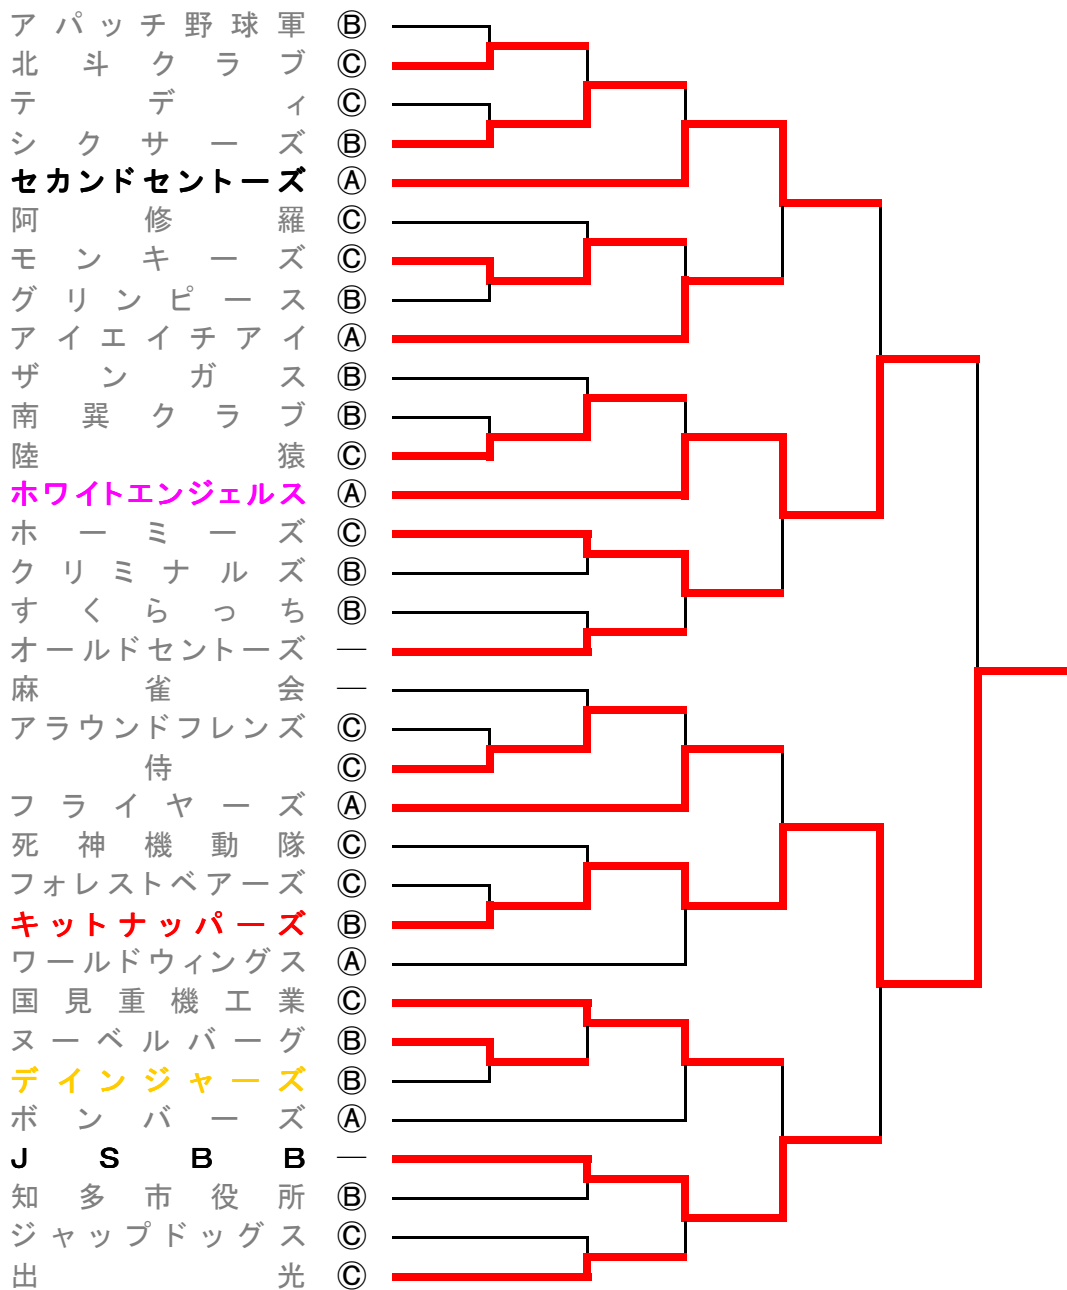 アパッチ野球軍 Ⓑ
北斗クラブ Ⓒ
テディ Ⓒ
シクサーズ Ⓑ
セカンドセントーズ Ⓐ
阿修羅 Ⓒ
モンキーズ Ⓒ
グリンピース Ⓑ
アイエイチアイ Ⓐ
ザンガス Ⓑ
南巽クラブ Ⓑ
陸猿 Ⓒ
ホワイトエンジェルス Ⓐ
ホーミーズ Ⓒ
クリミナルズ Ⓑ
すくらっち Ⓑ
オールドセントーズ ―
麻雀会 ―
アラウンドフレンズ Ⓒ
侍 Ⓒ
フライヤーズ Ⓐ
死神機動隊 Ⓒ
フォレストベアーズ Ⓒ
キットナッパーズ Ⓑ
ワールドウィングス Ⓐ
国見重機工業 Ⓒ
ヌーベルバーグ Ⓑ
デインジャーズ Ⓑ
ボンバーズ Ⓐ
JSBB ―
知多市役所 Ⓑ
ジャップドッグス Ⓒ
出光 Ⓒ